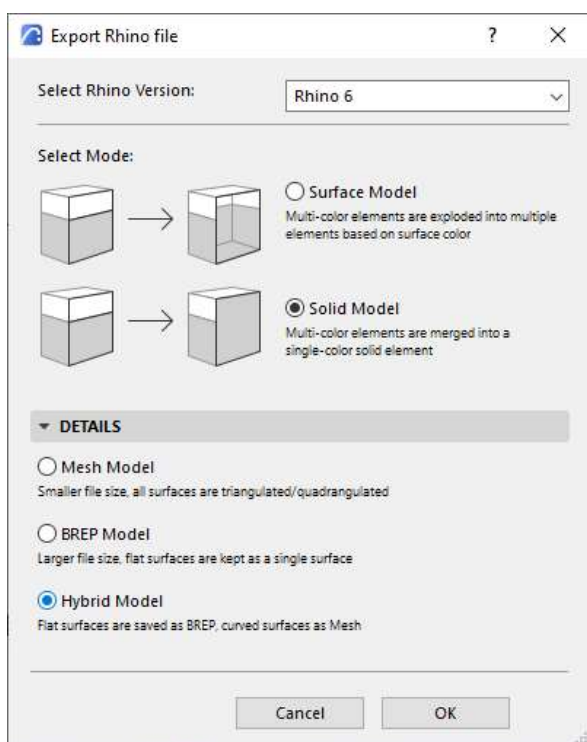 Export Rhino file
?
Select Rhino Version:
Rhino 6
Select Mode:
Surface Model
Multi-color elements are exploded into multiple
elements based on surface color
Solid Model
Multi-color elements are merged into a
single-color solid element
DETAILS
Mesh Model
Smaller file size, all surfaces are triangulated/quadrangulated
BREP Model
Larger file size, flat surfaces are kept as a single surface
Hybrid Model
Flat surfaces are saved as BREP, curved surfaces as Mesh
Cancel
OK